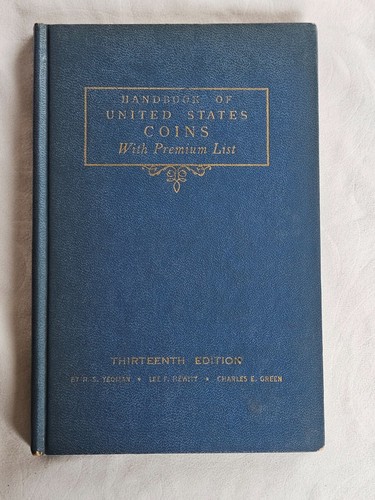 HANDBOOK OF
UNITED STATES
COINS
With Premium List
THIRTEENTH EDITION
BY R. S. YEOMAN • LEE F. HEWITT • CHARLES E. GREEN